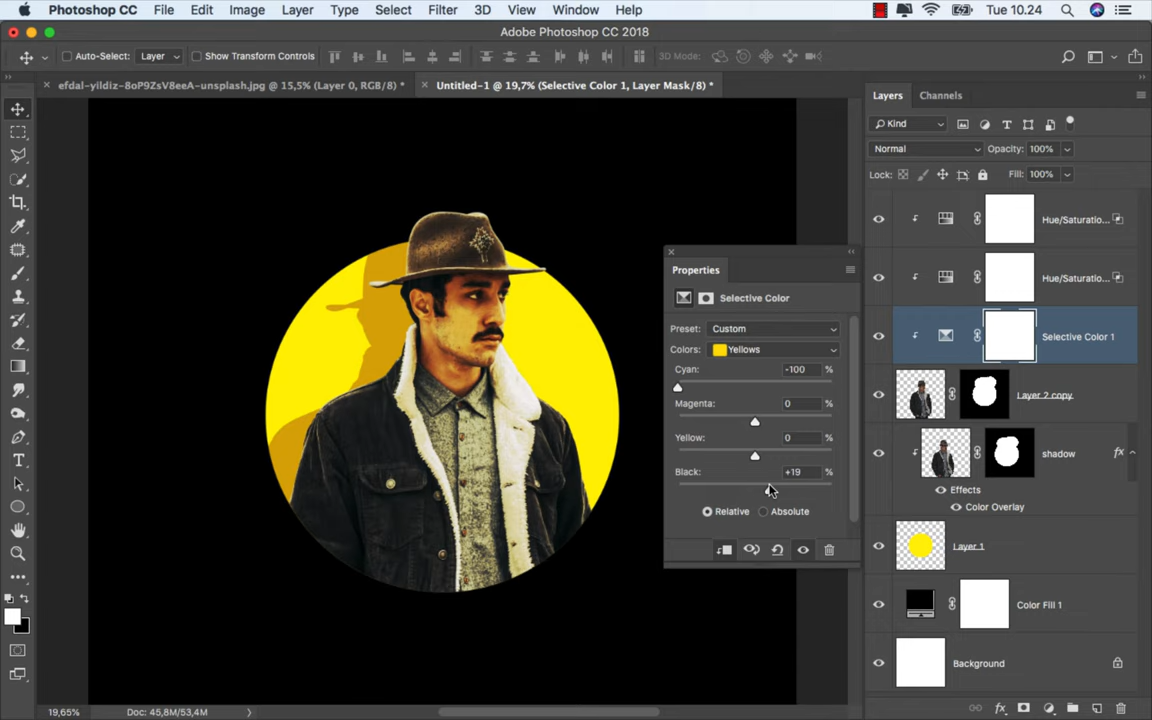 Photoshop CC File Edit Image Layer Type Select Filter 3D View Window Help Tue 10.24
Adobe Photoshop CC 2018
Auto-Select: Layer Show Transform Controls 3D Mode:
efdal-yildiz-8oP9ZsV8eeA-unsplash.jpg @ 15,5% (Layer 0, RGB/8) * Untitled-1 @ 19,7% (Selective Color 1, Layer Mask/8) *
Layers Channels
Kind
Normal Opacity: 100%
Lock: Fill: 100%
Hue/Saturatio...
Hue/Saturatio...
Selective Color 1
Layer 2 copy
shadow fx
Effects
Color Overlay
Layer 1
Color Fill 1
Background
Properties
Selective Color
Preset: Custom
Colors: Yellows
Cyan: -100 %
Magenta: 0 %
Yellow: 0 %
Black: +19 %
Relative Absolute
19,65% Doc: 45,8M/53,4M
fx